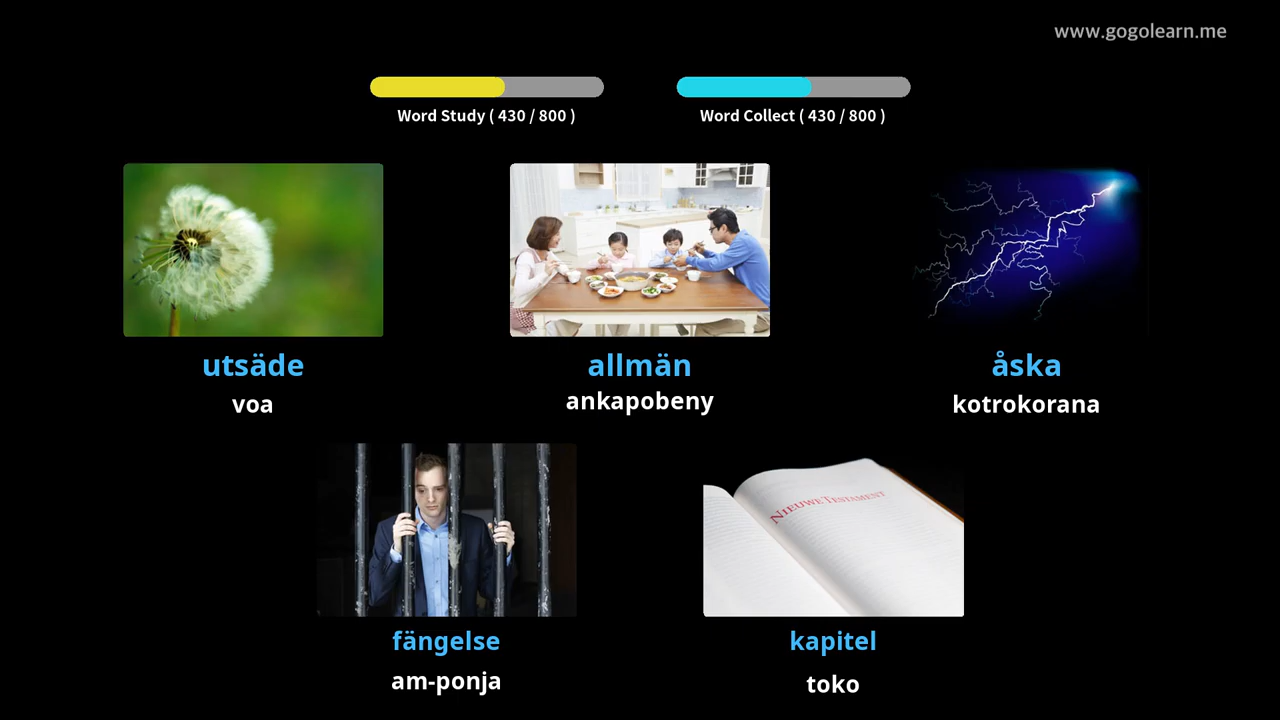 www.gogolearn.me
Word Study ( 430 / 800 )
Word Collect ( 430 / 800 )
utsäde
voa
allmän
ankapobeny
åska
kotrokorana
NIEUWE TESTAMENT
fängelse
am-ponja
kapitel
toko